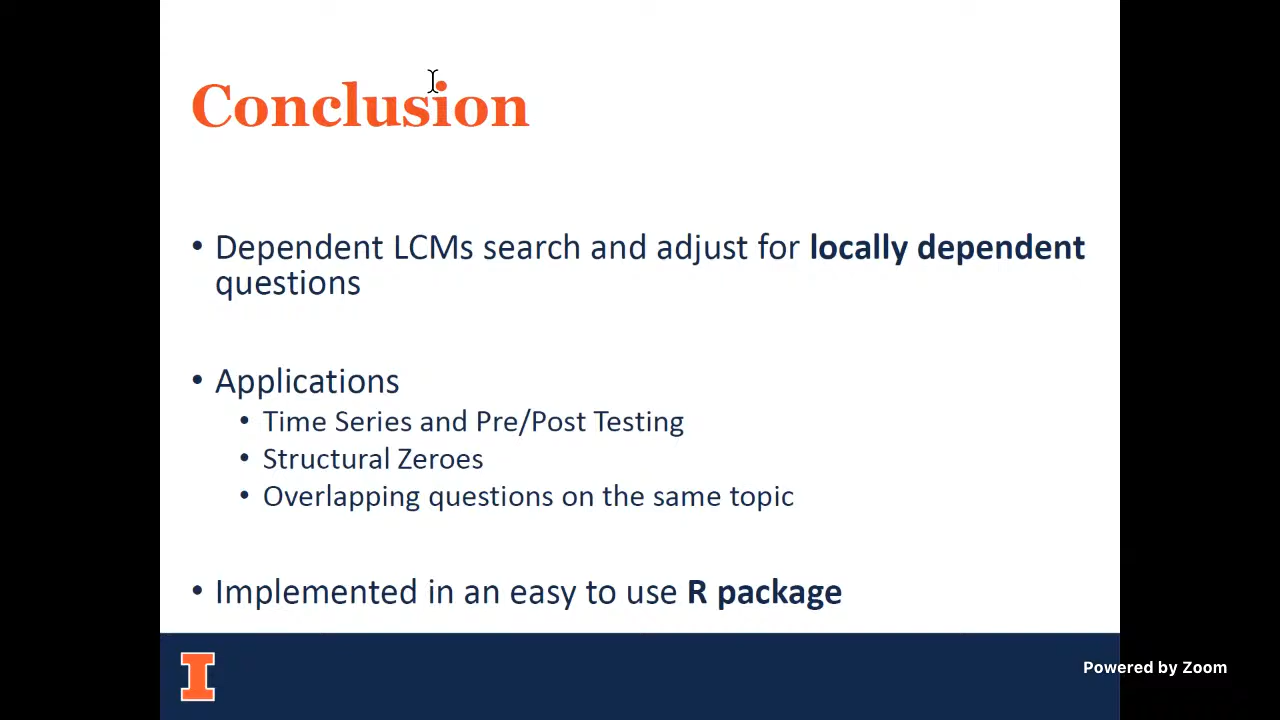 Conclusion
• Dependent LCMs search and adjust for locally dependent
questions
• Applications
• Time Series and Pre/Post Testing
• Structural Zeroes
• Overlapping questions on the same topic
• Implemented in an easy to use R package
I
Powered by Zoom